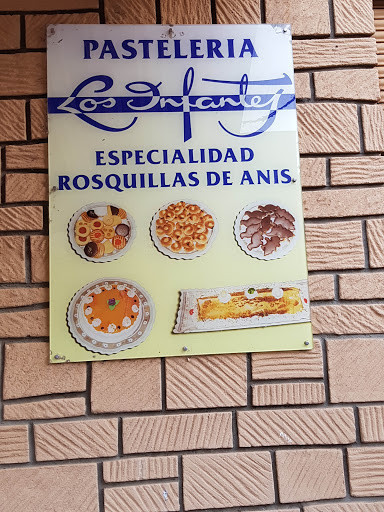 PASTELERIA
Los Infantes
ESPECIALIDAD
ROSQUILLAS DE ANIS